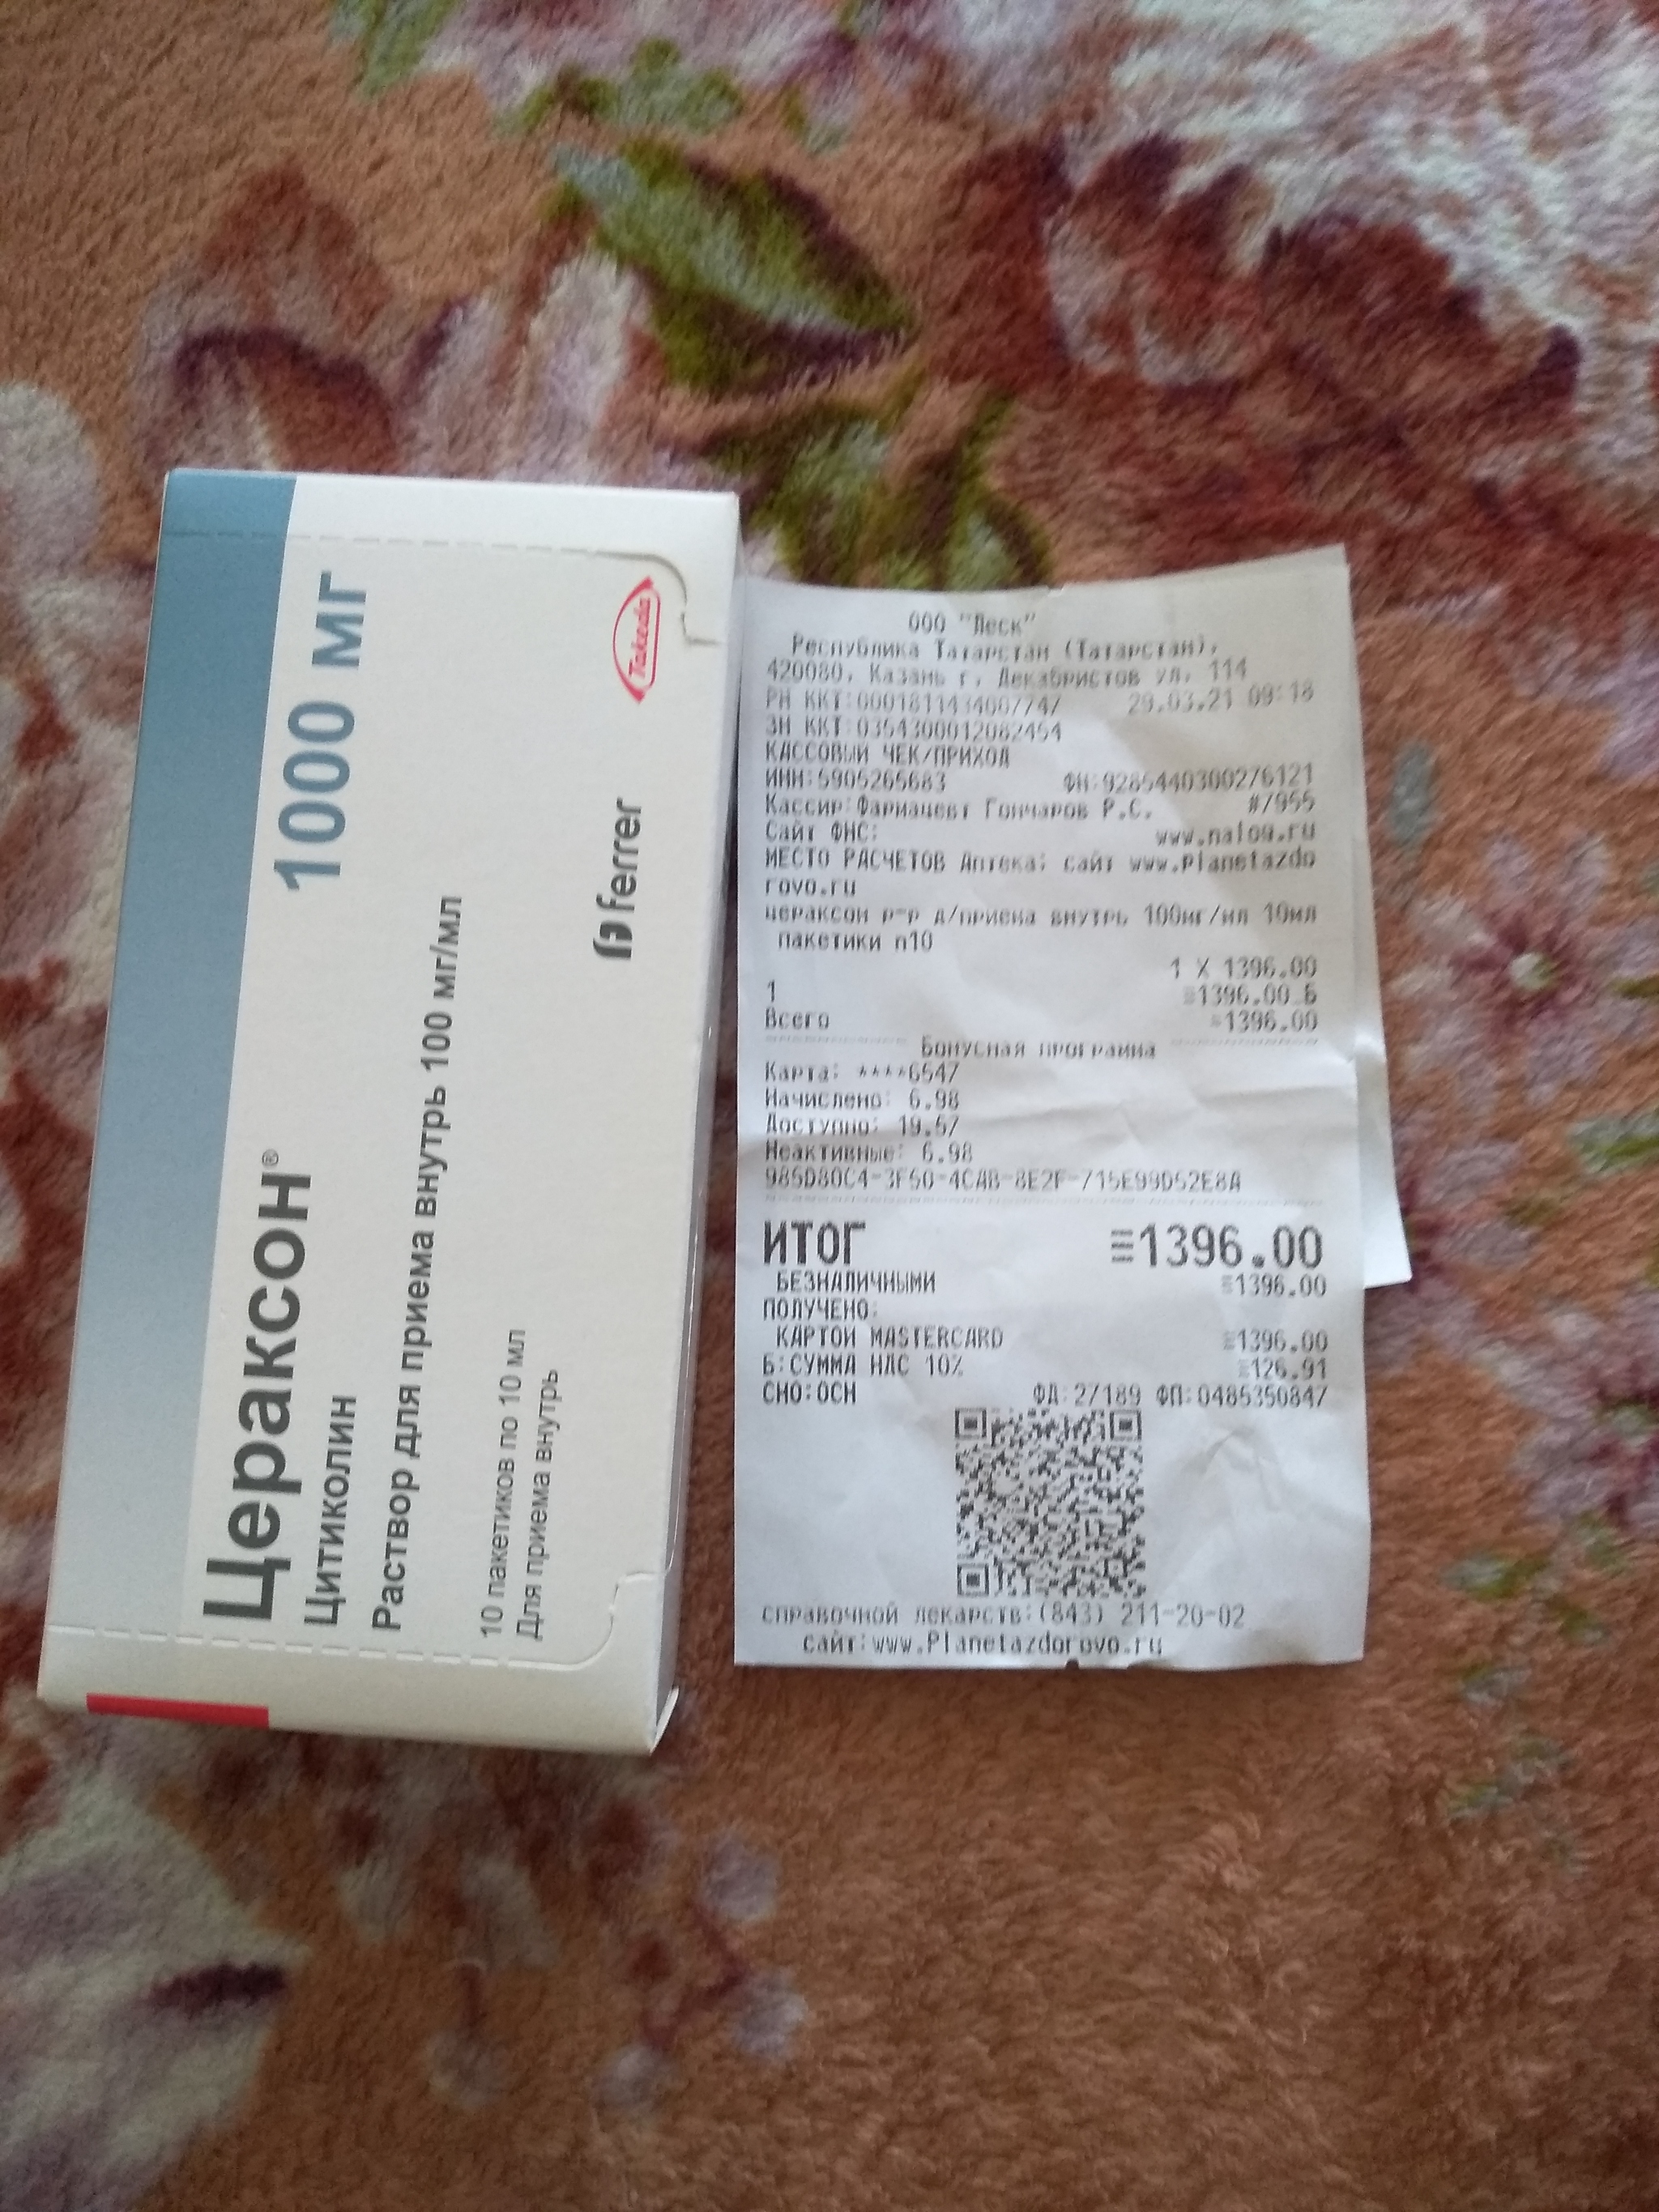 Цераксон®
1000 мг
Цитиколин
Раствор для приема внутрь 100 мг/мл
10 пакетиков по 10 мл
Для приема внутрь
ferrer
Takeda
ООО "Леск"
Республика Татарстан (Татарстан),
420080, Казань г, Декабристов ул, 114
РН ККТ:0001811434007747 29.03.21 09:18
ЗН ККТ:0354300012082454
КАССОВЫЙ ЧЕК/ПРИХОД
ИНН:5905265683 ФН:9285440300276121
Кассир:Фармацевт Гончаров Р.С. #7955
Сайт ФНС: www.nalog.ru
МЕСТО РАСЧЕТОВ Аптека; сайт www.Planetazdo
rovo.ru
цераксон р-р д/приема внутрь 100мг/мл 10мл
пакетики n10
1 X 1396.00
1 ≡1396.00_Б
Всего ≡1396.00
Бонусная программа
Карта: ****6547
Начислено: 6.98
Доступно: 19.57
Неактивные: 6.98
985D80C4-3F50-4CAB-8E2F-715E99D52E8A
ИТОГ ≡1396.00
БЕЗНАЛИЧНЫМИ ≡1396.00
ПОЛУЧЕНО:
КАРТОЙ MASTERCARD ≡1396.00
Б:СУММА НДС 10% ≡126.91
СНО:ОСН ФД:27189 ФП:0485350847
справочной лекарств:(843) 211-20-02
сайт:www.Planetazdorovo.ru